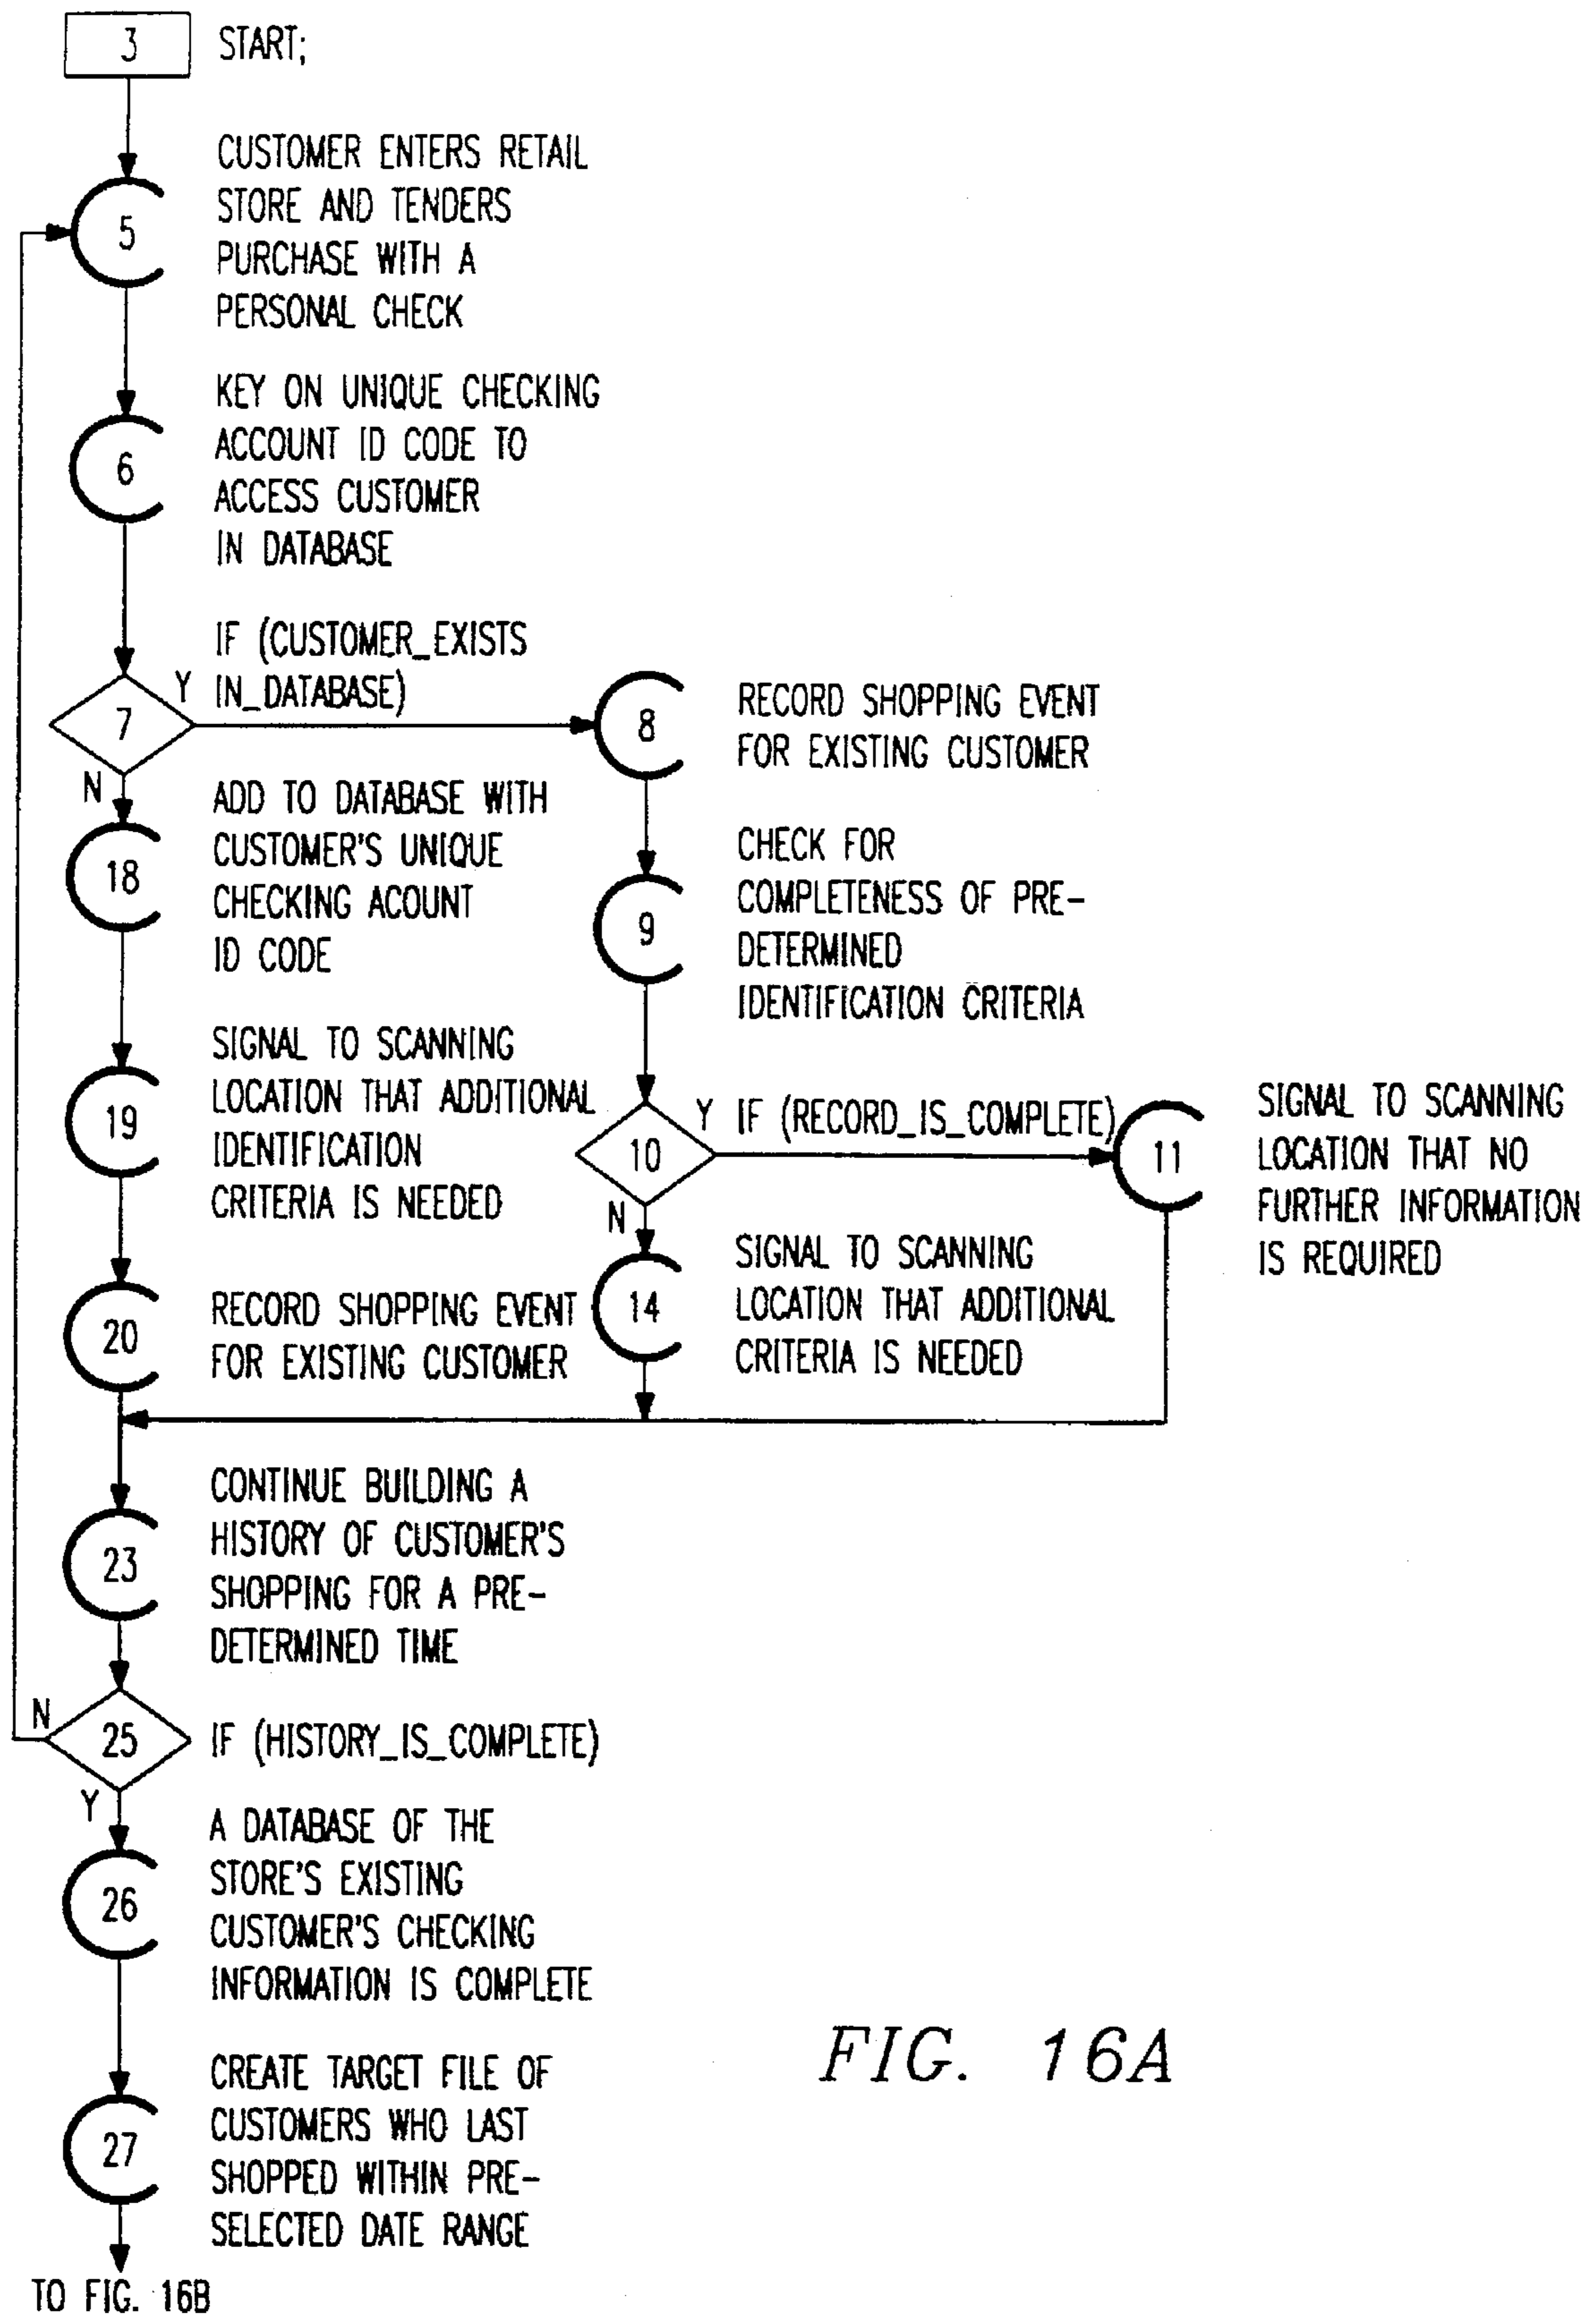 3 START;
CUSTOMER ENTERS RETAIL
STORE AND TENDERS
PURCHASE WITH A
PERSONAL CHECK
5
KEY ON UNIQUE CHECKING
ACCOUNT ID CODE TO
ACCESS CUSTOMER
IN DATABASE
6
IF (CUSTOMER_EXISTS
IN_DATABASE)
Y
7
N
8
RECORD SHOPPING EVENT
FOR EXISTING CUSTOMER
ADD TO DATABASE WITH
CUSTOMER'S UNIQUE
CHECKING ACOUNT
ID CODE
18
CHECK FOR
COMPLETENESS OF PRE-
DETERMINED
IDENTIFICATION CRITERIA
9
SIGNAL TO SCANNING
LOCATION THAT ADDITIONAL
IDENTIFICATION
CRITERIA IS NEEDED
19
Y IF (RECORD_IS_COMPLETE)
10
N
11
SIGNAL TO SCANNING
LOCATION THAT NO
FURTHER INFORMATION
IS REQUIRED
20
RECORD SHOPPING EVENT
FOR EXISTING CUSTOMER
14
SIGNAL TO SCANNING
LOCATION THAT ADDITIONAL
CRITERIA IS NEEDED
CONTINUE BUILDING A
HISTORY OF CUSTOMER'S
SHOPPING FOR A PRE-
DETERMINED TIME
23
N
25 IF (HISTORY_IS_COMPLETE)
Y
A DATABASE OF THE
STORE'S EXISTING
CUSTOMER'S CHECKING
INFORMATION IS COMPLETE
26
CREATE TARGET FILE OF
CUSTOMERS WHO LAST
SHOPPED WITHIN PRE-
SELECTED DATE RANGE
27
TO FIG. 16B
FIG. 16A